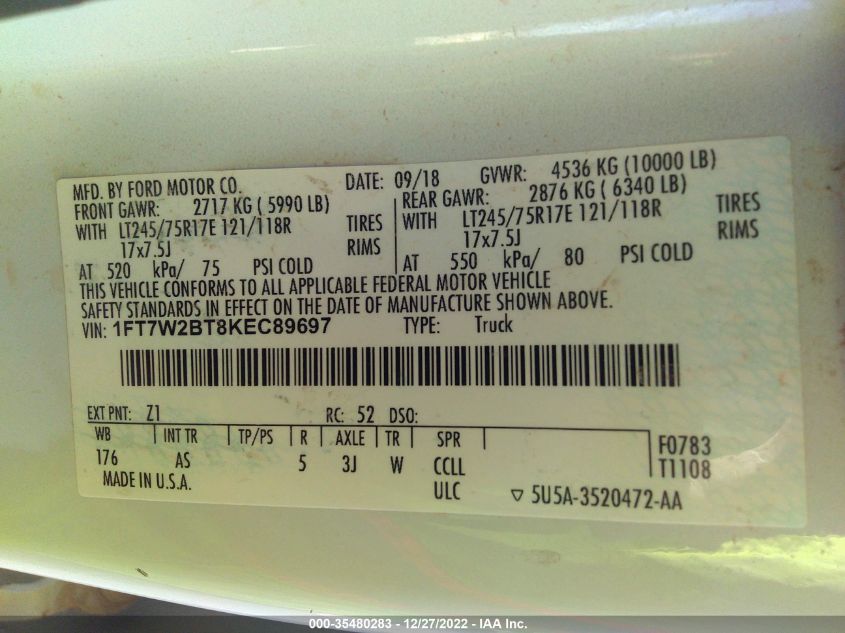 MFD. BY FORD MOTOR CO. DATE: 09/18 GVWR: 4536 KG (10000 LB)
FRONT GAWR: 2717 KG ( 5990 LB) REAR GAWR: 2876 KG ( 6340 LB)
WITH LT245/75R17E 121/118R TIRES WITH LT245/75R17E 121/118R TIRES
17x7.5J RIMS 17x7.5J RIMS
AT 520 kPa/ 75 PSI COLD AT 550 kPa/ 80 PSI COLD
THIS VEHICLE CONFORMS TO ALL APPLICABLE FEDERAL MOTOR VEHICLE
SAFETY STANDARDS IN EFFECT ON THE DATE OF MANUFACTURE SHOWN ABOVE.
VIN: 1FT7W2BT8KEC89697 TYPE: Truck
EXT PNT: Z1 RC: 52 DSO:
WB INT TR TP/PS R AXLE TR SPR F0783
176 AS 5 3J W CCLL T1108
MADE IN U.S.A. ULC 5U5A-3520472-AA
000-35480283 - 12/27/2022 - IAA Inc.